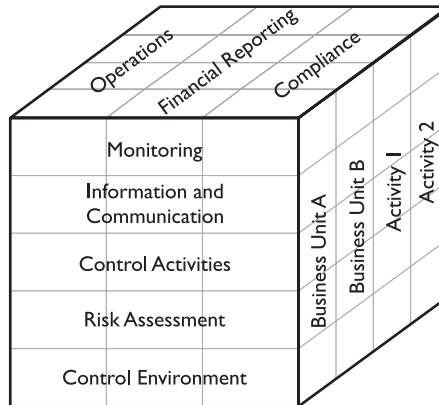 Operations
Financial Reporting
Compliance
Monitoring
Information and
Communication
Control Activities
Risk Assessment
Control Environment
Business Unit A
Business Unit B
Activity 1
Activity 2